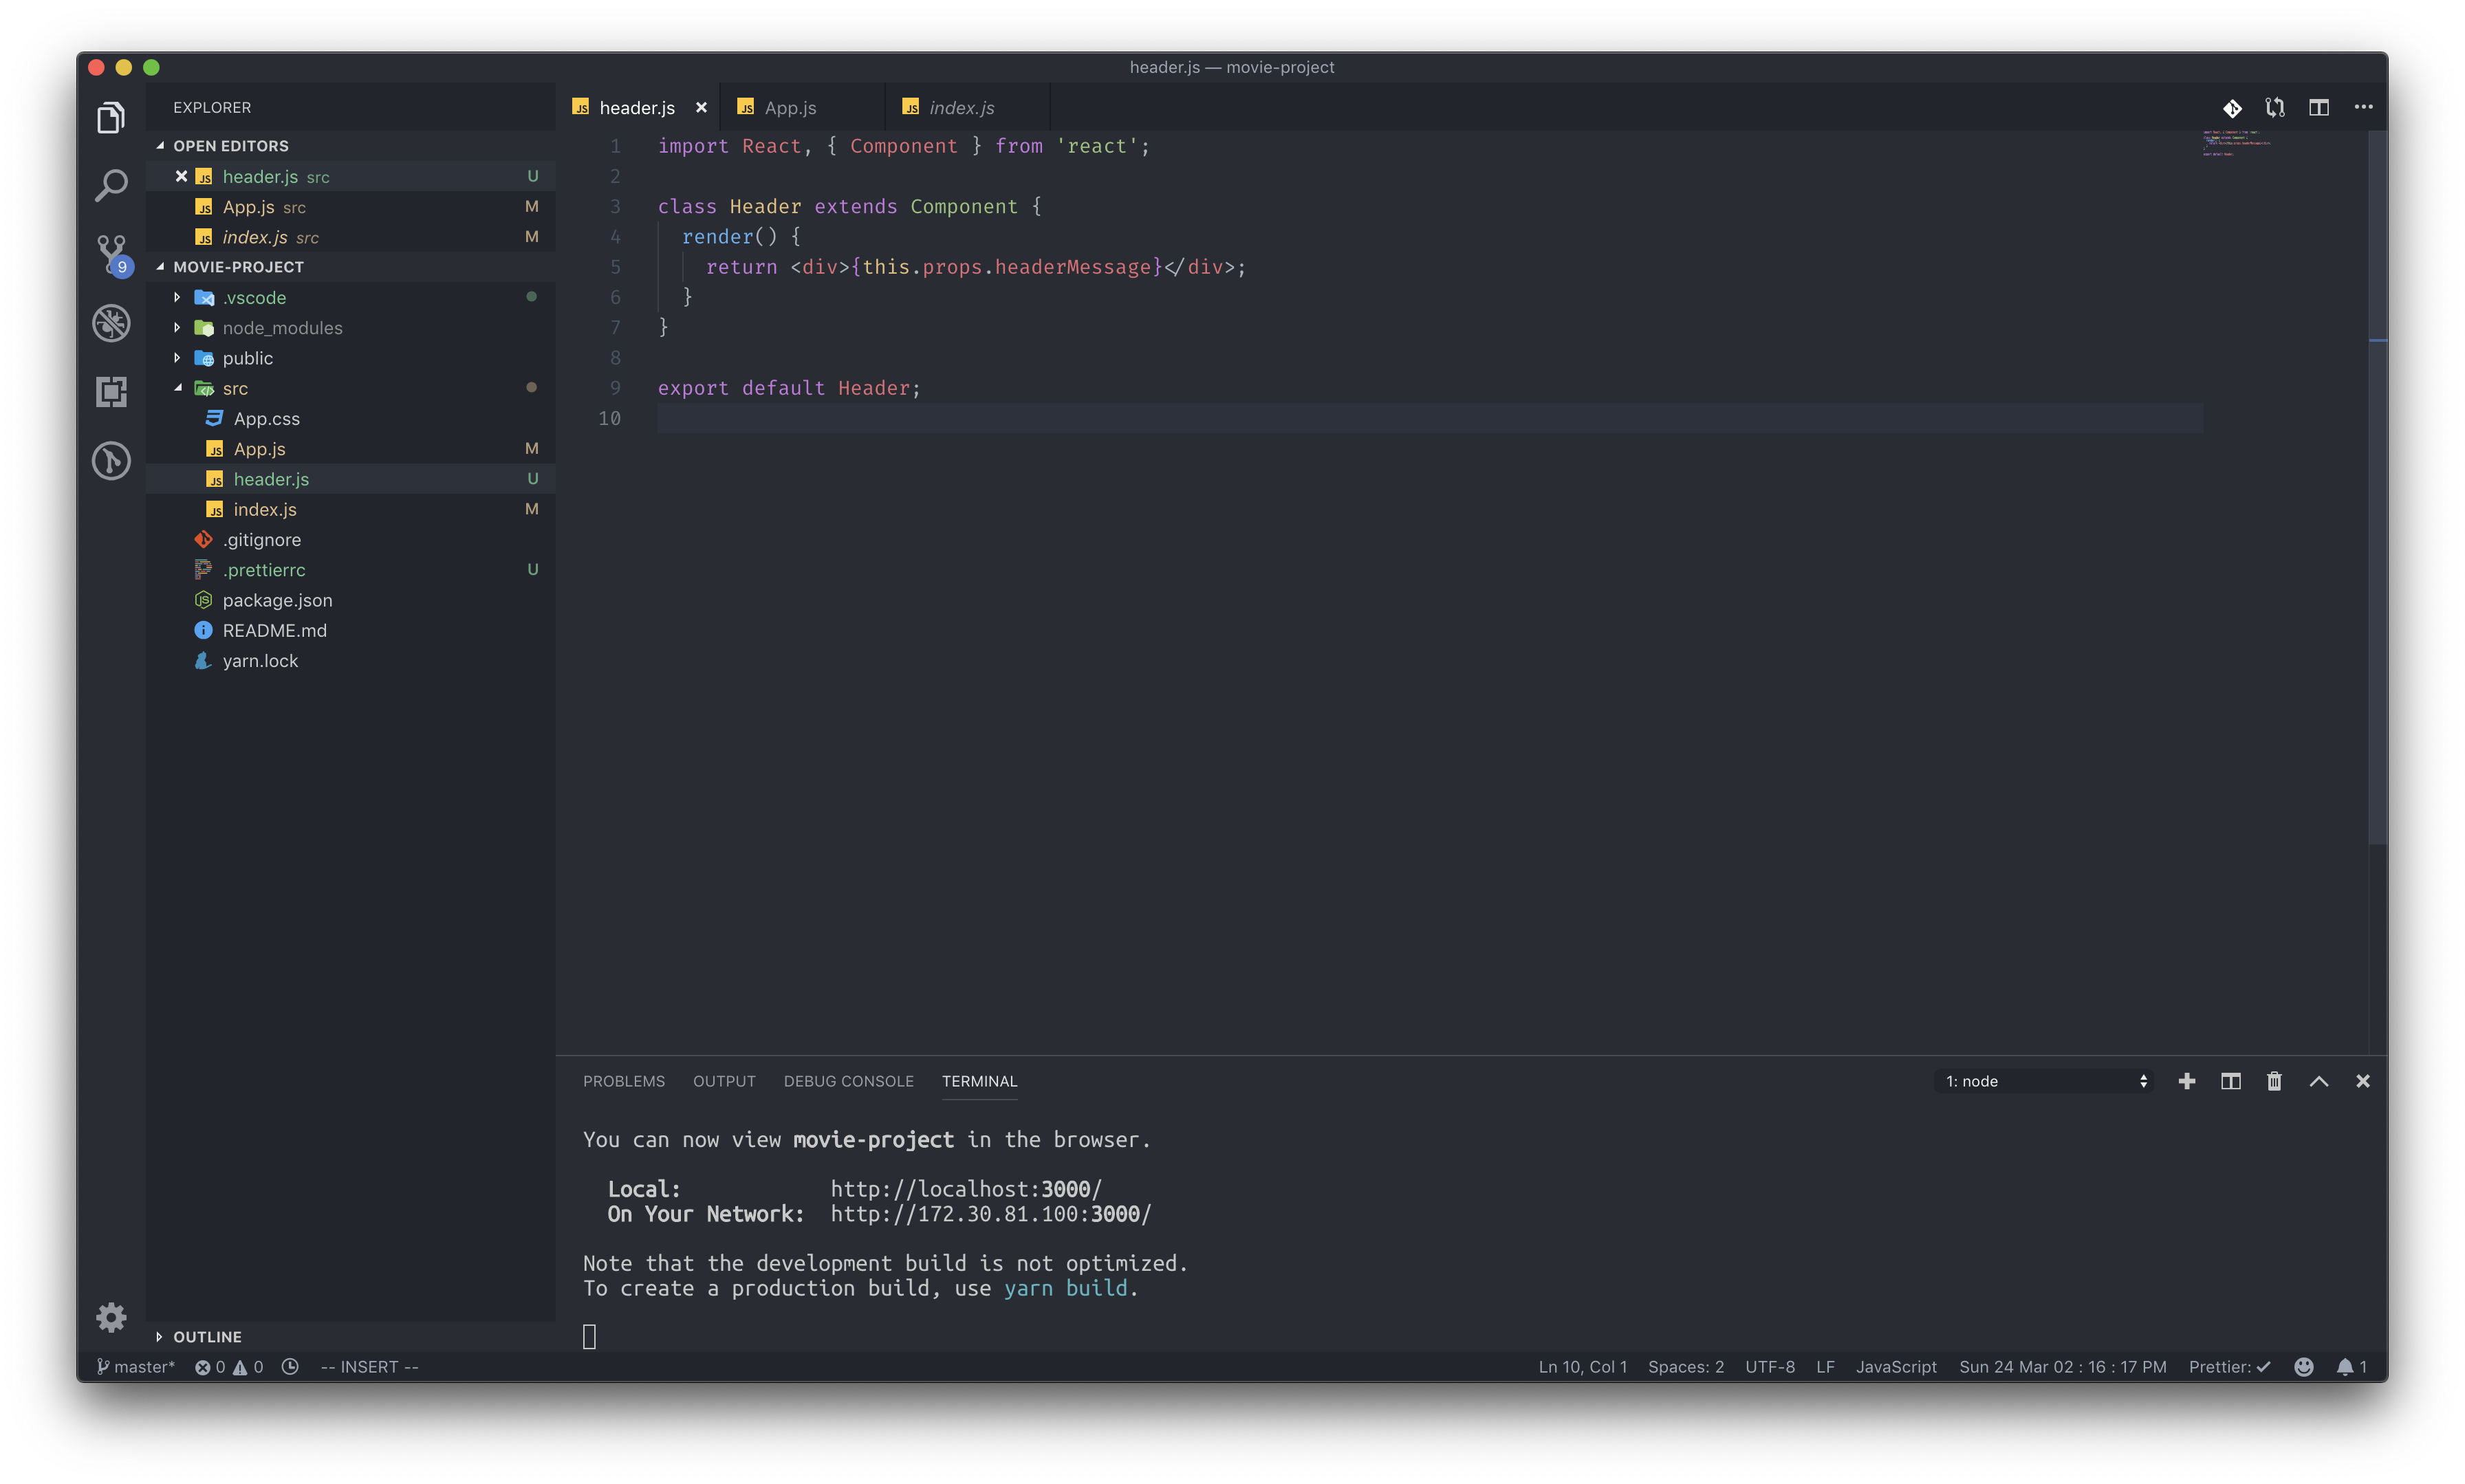 header.js — movie-project
EXPLORER
OPEN EDITORS
header.js src U
App.js src M
index.js src M
9
MOVIE-PROJECT
.vscode
node_modules
public
src
App.css
App.js M
header.js U
index.js M
.gitignore
.prettierrc U
package.json
README.md
yarn.lock
OUTLINE
header.js App.js index.js
1 import React, { Component } from 'react';
2
3 class Header extends Component {
4 render() {
5 return <div>{this.props.headerMessage}</div>;
6 }
7 }
8
9 export default Header;
10
PROBLEMS OUTPUT DEBUG CONSOLE TERMINAL 1: node
You can now view movie-project in the browser.
Local: http://localhost:3000/
On Your Network: http://172.30.81.100:3000/
Note that the development build is not optimized.
To create a production build, use yarn build.
master* 0 0 -- INSERT -- Ln 10, Col 1 Spaces: 2 UTF-8 LF JavaScript Sun 24 Mar 02 : 16 : 17 PM Prettier: ✓ 1